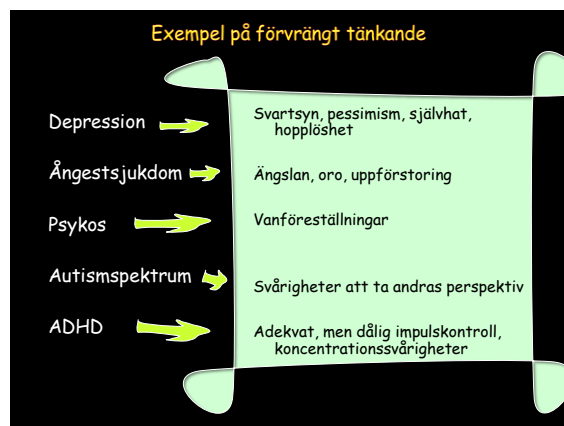 Exempel på förvrängt tänkande
Depression
Svartsyn, pessimism, självhat,
hopplöshet
Ångestsjukdom
Ängslan, oro, uppförstoring
Psykos
Vanföreställningar
Autismspektrum
Svårigheter att ta andras perspektiv
ADHD
Adekvat, men dålig impulskontroll,
koncentrationssvårigheter